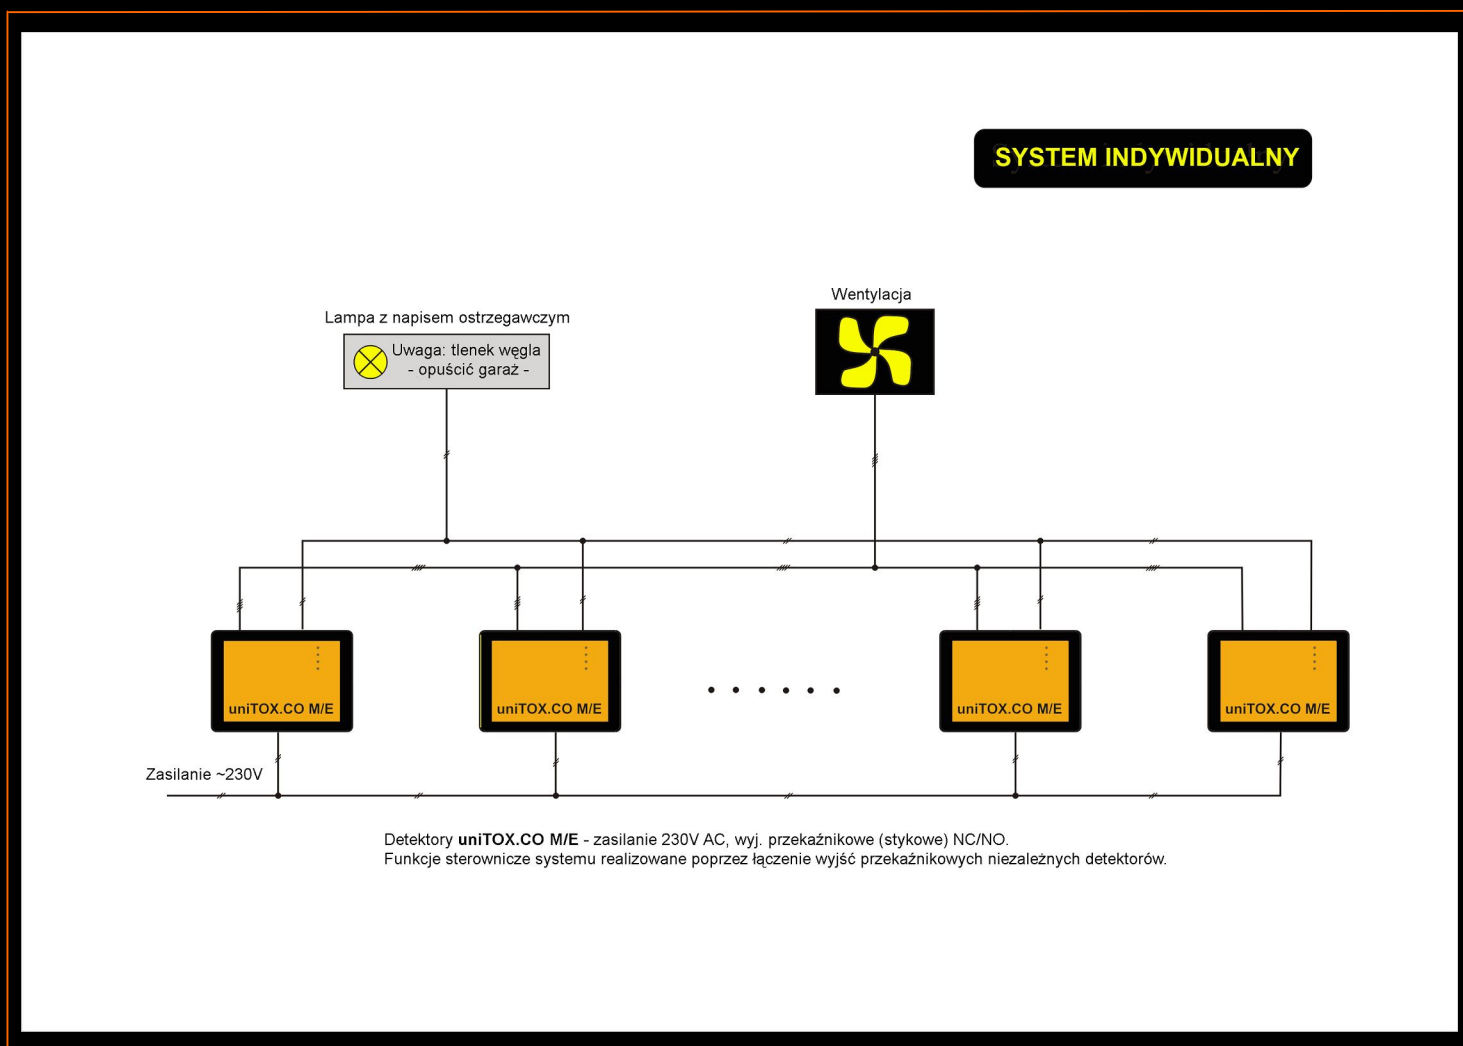 SYSTEM INDYWIDUALNY
Wentylacja
Lampa z napisem ostrzegawczym
Uwaga: tlenek węgla
- opuścić garaż -
uniTOX.CO M/E
uniTOX.CO M/E
uniTOX.CO M/E
uniTOX.CO M/E
Zasilanie ~230V
Detektory uniTOX.CO M/E - zasilanie 230V AC, wyj. przekaźnikowe (stykowe) NC/NO.
Funkcje sterownicze systemu realizowane poprzez łączenie wyjść przekaźnikowych niezależnych detektorów.